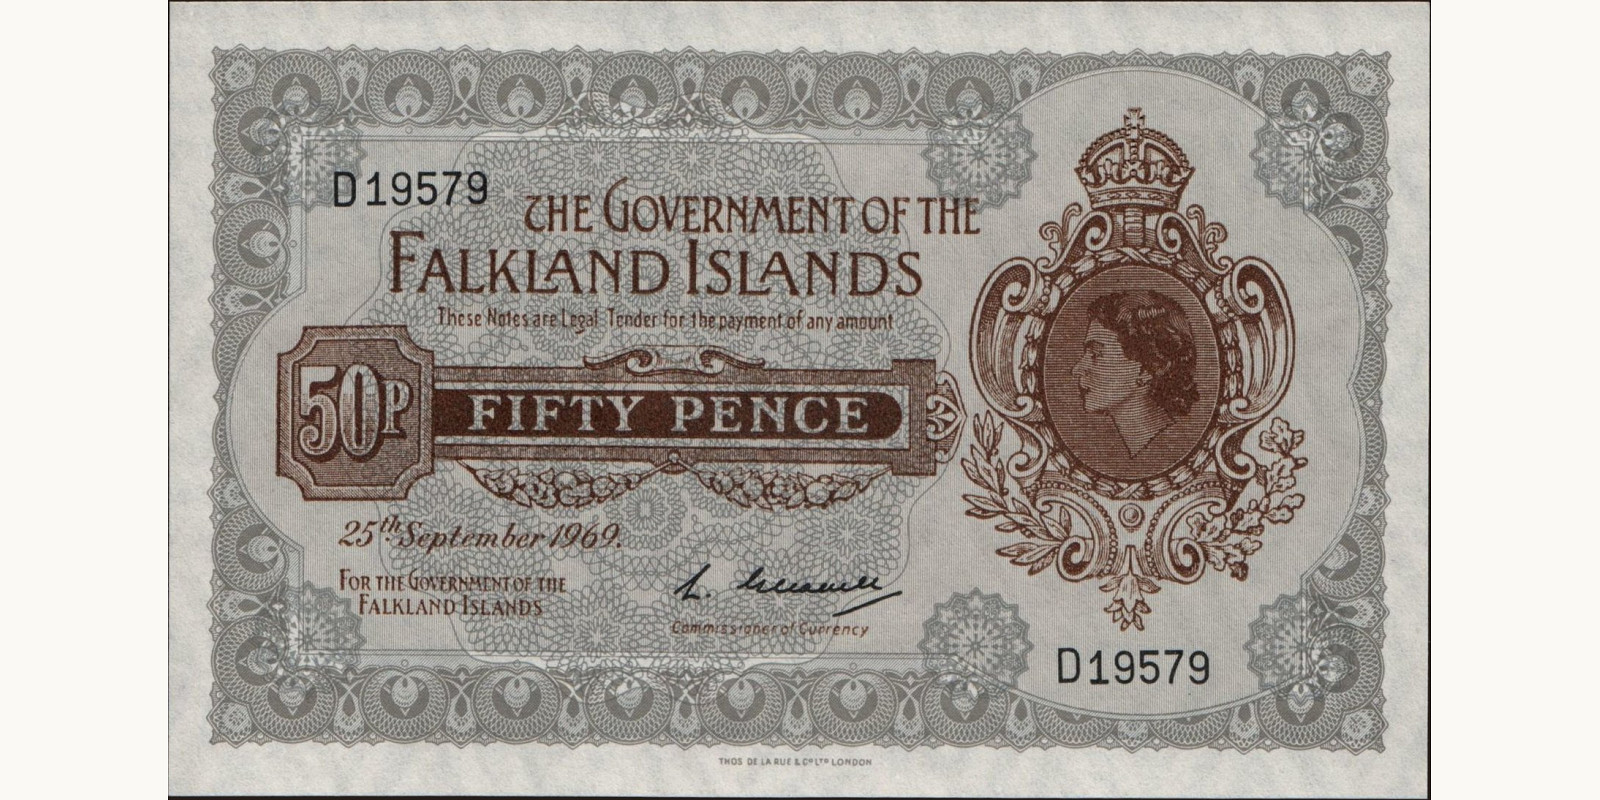 D19579
THE GOVERNMENT OF THE
FALKLAND ISLANDS
These Notes are Legal Tender for the payment of any amount
50P
FIFTY PENCE
25th September 1969.
FOR THE GOVERNMENT OF THE
FALKLAND ISLANDS
Commissioner of Currency
D19579
THOS DE LA RUE & Co LTD LONDON